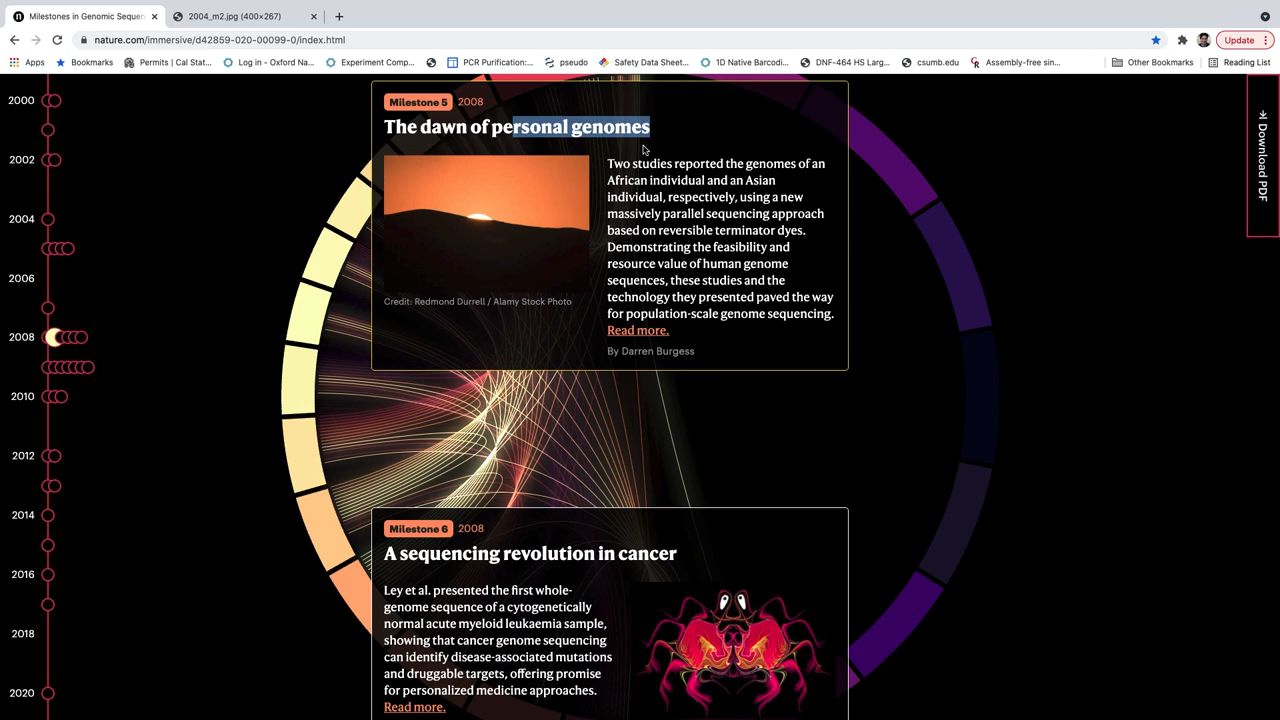 Milestones in Genomic Sequen
2004_m2.jpg (400×267)
nature.com/immersive/d42859-020-00099-0/index.html
Update
Apps
Bookmarks
Permits | Cal Stat...
Log in - Oxford Na...
Experiment Comp...
PCR Purification:...
pseudo
Safety Data Sheet...
1D Native Barcodi...
DNF-464 HS Larg...
csumb.edu
Assembly-free sin...
Other Bookmarks
Reading List
2000
2002
2004
2006
2008
2010
2012
2014
2016
2018
2020
Milestone 5 2008
The dawn of personal genomes
Two studies reported the genomes of an
African individual and an Asian
individual, respectively, using a new
massively parallel sequencing approach
based on reversible terminator dyes.
Demonstrating the feasibility and
resource value of human genome
sequences, these studies and the
technology they presented paved the way
for population-scale genome sequencing.
Read more.
By Darren Burgess
Credit: Redmond Durrell / Alamy Stock Photo
Milestone 6 2008
A sequencing revolution in cancer
Ley et al. presented the first whole-
genome sequence of a cytogenetically
normal acute myeloid leukaemia sample,
showing that cancer genome sequencing
can identify disease-associated mutations
and druggable targets, offering promise
for personalized medicine approaches.
Read more.
Download PDF